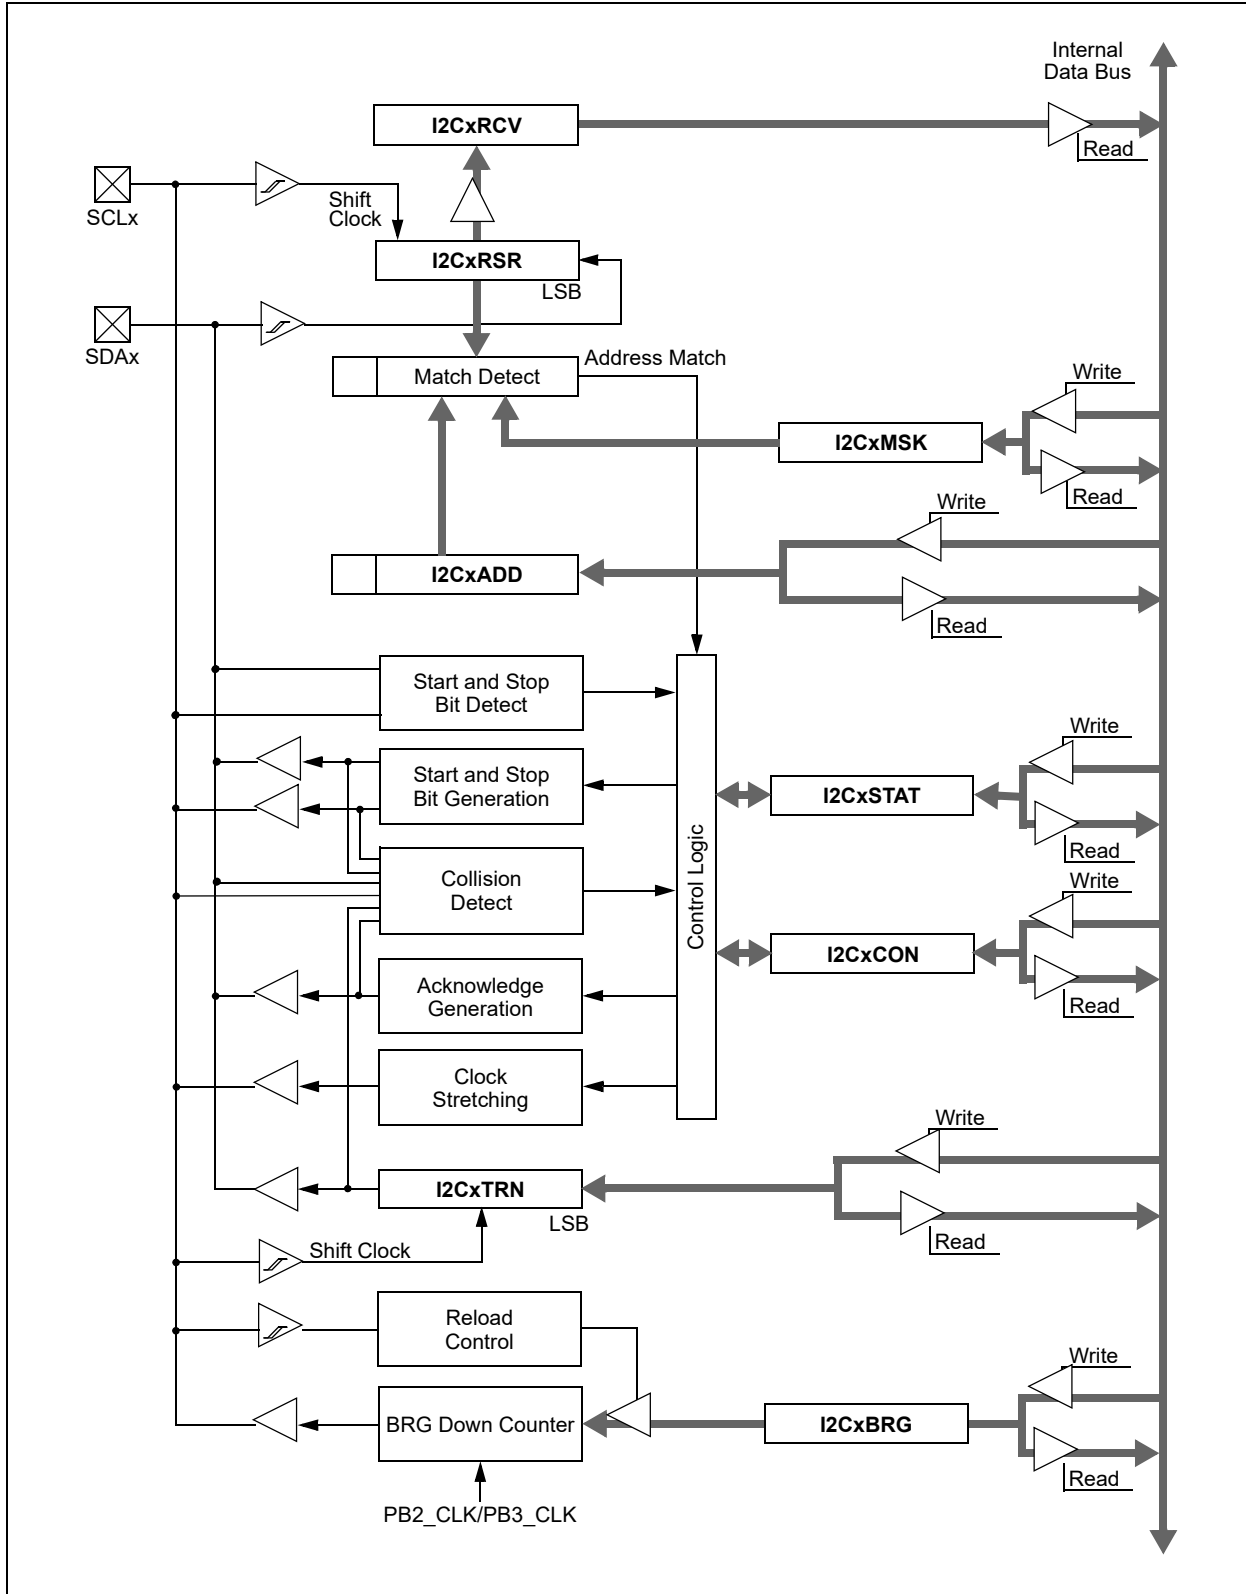 Internal
Data Bus
I2CxRCV
Read
SCLx
Shift
Clock
I2CxRSR
LSB
SDAx
Address Match
Match Detect
Write
I2CxMSK
Read
Write
I2CxADD
Read
Start and Stop
Bit Detect
Write
Start and Stop
Bit Generation
I2CxSTAT
Read
Control Logic
Collision
Detect
Write
I2CxCON
Read
Acknowledge
Generation
Clock
Stretching
Write
I2CxTRN
LSB
Read
Shift Clock
Reload
Control
Write
BRG Down Counter
I2CxBRG
Read
PB2_CLK/PB3_CLK